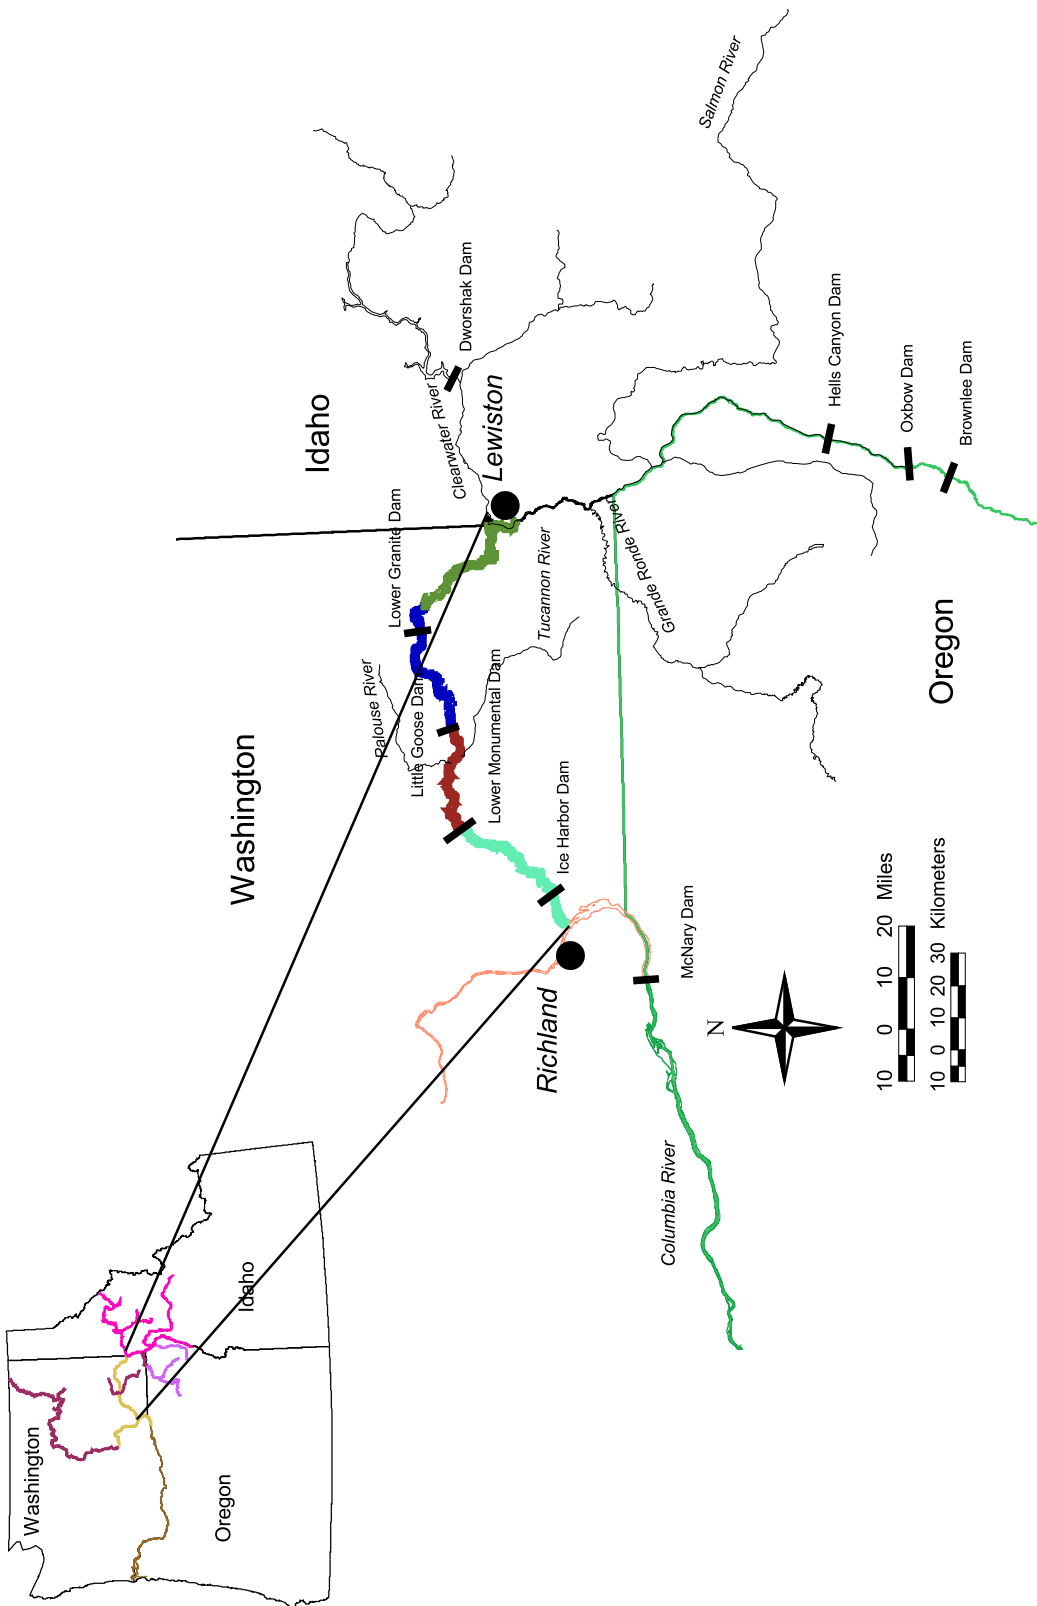 Washington
Oregon
Idaho
Washington
Idaho
Oregon
Richland
Lewiston
Columbia River
McNary Dam
Ice Harbor Dam
Lower Monumental Dam
Little Goose Dam
Lower Granite Dam
Palouse River
Tucannon River
Clearwater River
Dworshak Dam
Grande Ronde River
Salmon River
Hells Canyon Dam
Oxbow Dam
Brownlee Dam
N
10 0 10 20 Miles
10 0 10 20 30 Kilometers